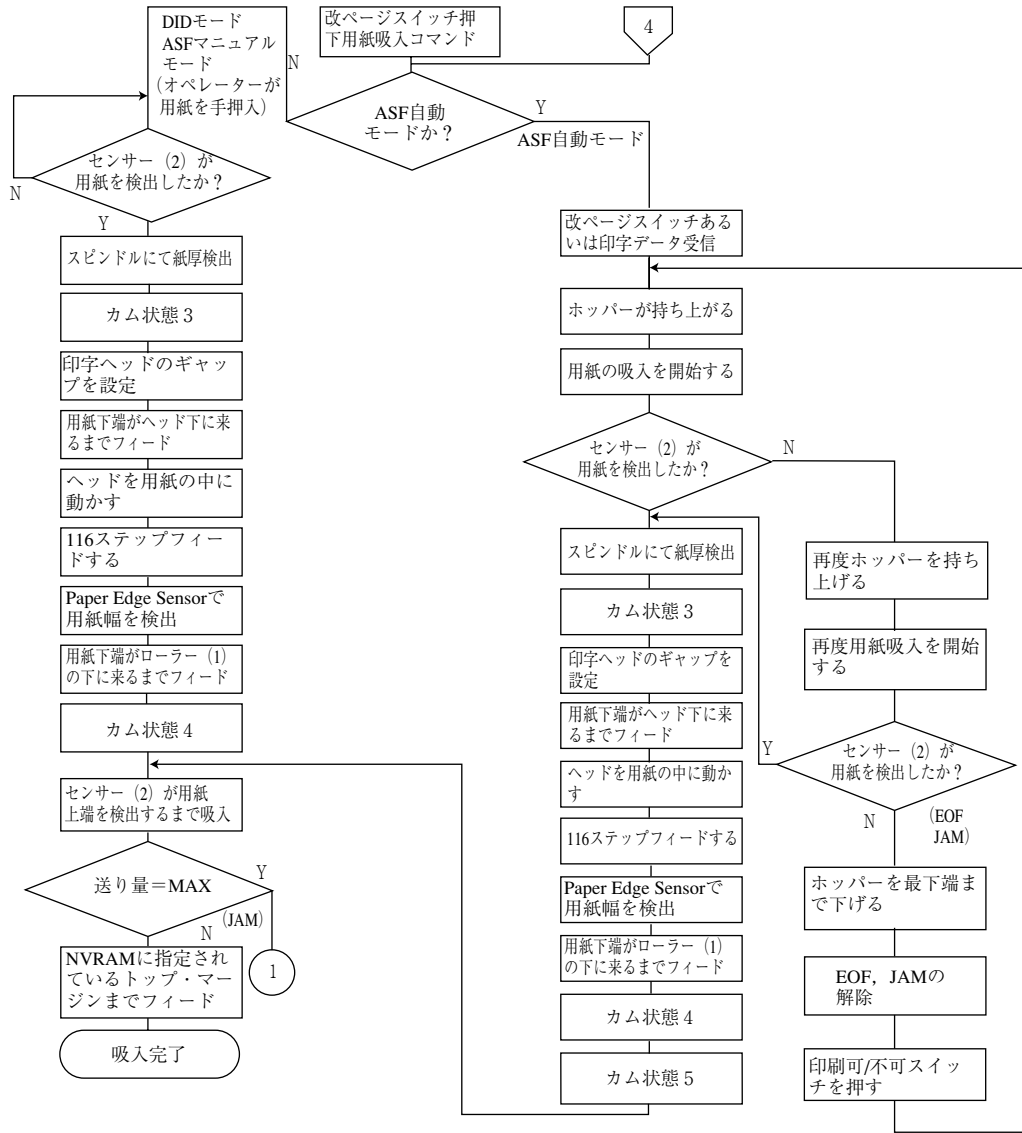 DIDモード
ASFマニュアル
モード
(オペレーターが
用紙を手押入)
N
改ページスイッチ押
下用紙吸入コマンド
4
ASF自動
モードか？
Y
ASF自動モード
センサー（2）が
用紙を検出したか？
N
Y
スピンドルにて紙厚検出
カム状態３
印字ヘッドのギャッ
プを設定
用紙下端がヘッド下に来
るまでフィード
ヘッドを用紙の中に
動かす
116ステップフィー
ドする
Paper Edge Sensorで
用紙幅を検出
用紙下端がローラー（1）
の下に来るまでフィード
カム状態４
センサー（2）が用紙
上端を検出するまで吸入
送り量＝MAX
Y
(JAM)
N
1
NVRAMに指定され
ているトップ・マー
ジンまでフィード
吸入完了
改ページスイッチある
いは印字データ受信
ホッパーが持ち上がる
用紙の吸入を開始する
センサー（2）が
用紙を検出したか？
N
スピンドルにて紙厚検出
カム状態３
印字ヘッドのギャップを
設定
用紙下端がヘッド下に来
るまでフィード
ヘッドを用紙の中に動か
す
116ステップフィードする
Paper Edge Sensorで
用紙幅を検出
用紙下端がローラー（1）
の下に来るまでフィード
カム状態４
カム状態５
再度ホッパーを持ち
上げる
再度用紙吸入を開始
する
Y
センサー（2）が
用紙を検出したか？
N
(EOF
JAM)
ホッパーを最下端ま
で下げる
EOF，JAMの
解除
印刷可/不可スイッ
チを押す